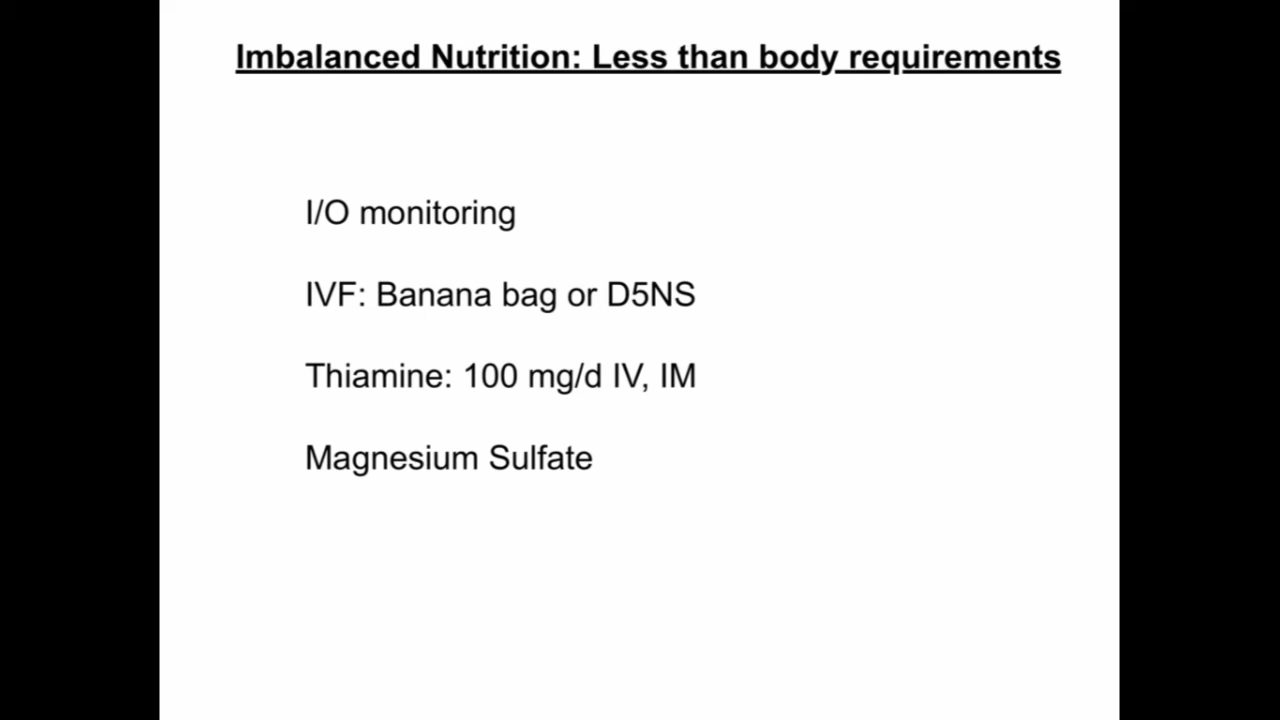 Imbalanced Nutrition: Less than body requirements
I/O monitoring
IVF: Banana bag or D5NS
Thiamine: 100 mg/d IV, IM
Magnesium Sulfate